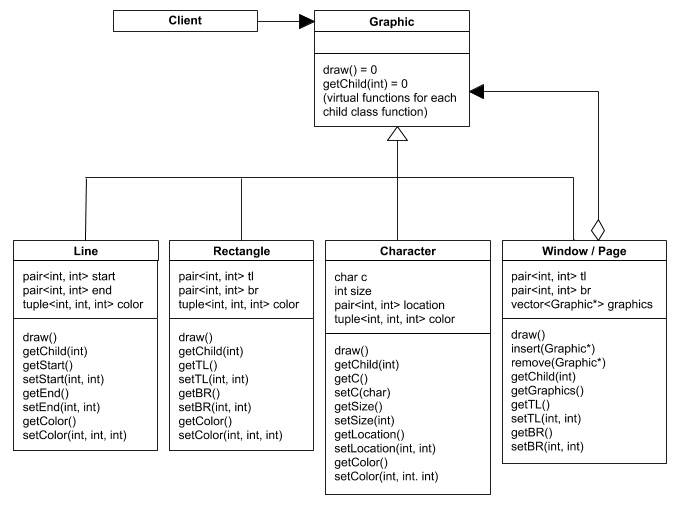 Client
Graphic
draw() = 0
getChild(int) = 0
(virtual functions for each
child class function)
Line
pair<int, int> start
pair<int, int> end
tuple<int, int, int> color
draw()
getChild(int)
getStart()
setStart(int, int)
getEnd()
setEnd(int, int)
getColor()
setColor(int, int, int)
Rectangle
pair<int, int> tl
pair<int, int> br
tuple<int, int, int> color
draw()
getChild(int)
getTL()
setTL(int, int)
getBR()
setBR(int, int)
getColor()
setColor(int, int, int)
Character
char c
int size
pair<int, int> location
tuple<int, int, int> color
draw()
getChild(int)
getC()
setC(char)
getSize()
setSize(int)
getLocation()
setLocation(int, int)
getColor()
setColor(int, int. int)
Window / Page
pair<int, int> tl
pair<int, int> br
vector<Graphic*> graphics
draw()
insert(Graphic*)
remove(Graphic*)
getChild(int)
getGraphics()
getTL()
setTL(int, int)
getBR()
setBR(int, int)